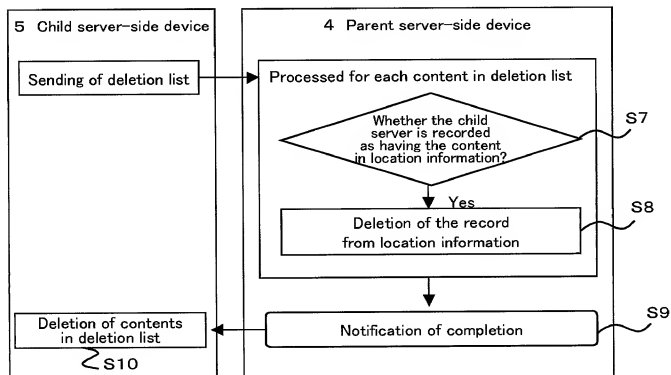 5 Child server-side device
4 Parent server-side device
Sending of deletion list
Processed for each content in deletion list
Whether the child
server is recorded
as having the content
in location information?
S7
Yes
Deletion of the record
from location information
S8
Deletion of contents
in deletion list
Notification of completion
S9
S10